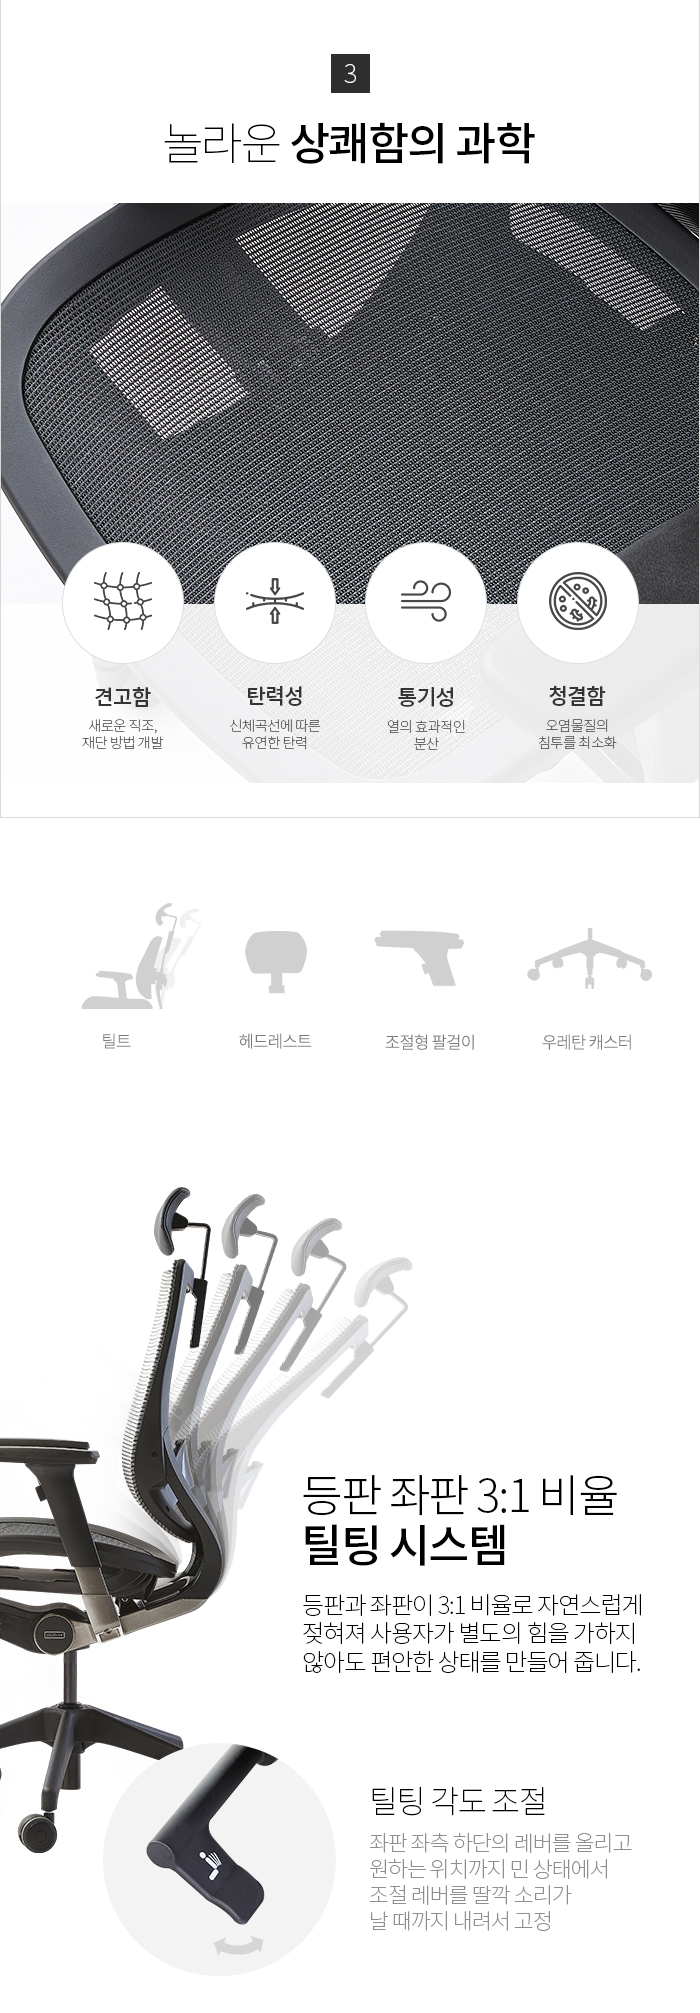 3
놀라운 상쾌함의 과학
견고함
새로운 직조,
재단 방법 개발
탄력성
신체곡선에 따른
유연한 탄력
통기성
열의 효과적인
분산
청결함
오염물질의
침투를 최소화
틸트
헤드레스트
조절형 팔걸이
우레탄 캐스터
등판 좌판 3:1 비율
틸팅 시스템
등판과 좌판이 3:1 비율로 자연스럽게
젖혀져 사용자가 별도의 힘을 가하지
않아도 편안한 상태를 만들어 줍니다.
틸팅 각도 조절
좌판 좌측 하단의 레버를 올리고
원하는 위치까지 민 상태에서
조절 레버를 딸깍 소리가
날 때까지 내려서 고정